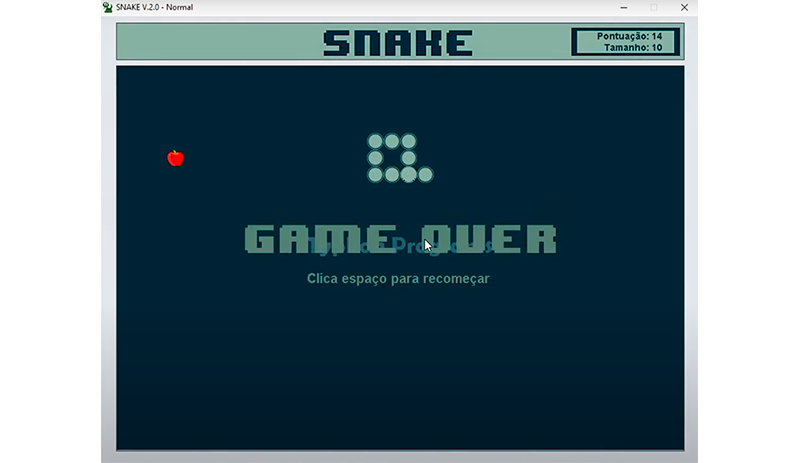 SNAKE V.2.0 - Normal
SNAKE
Pontuação: 14
Tamanho: 10
GAME OVER
Clica espaço para recomeçar